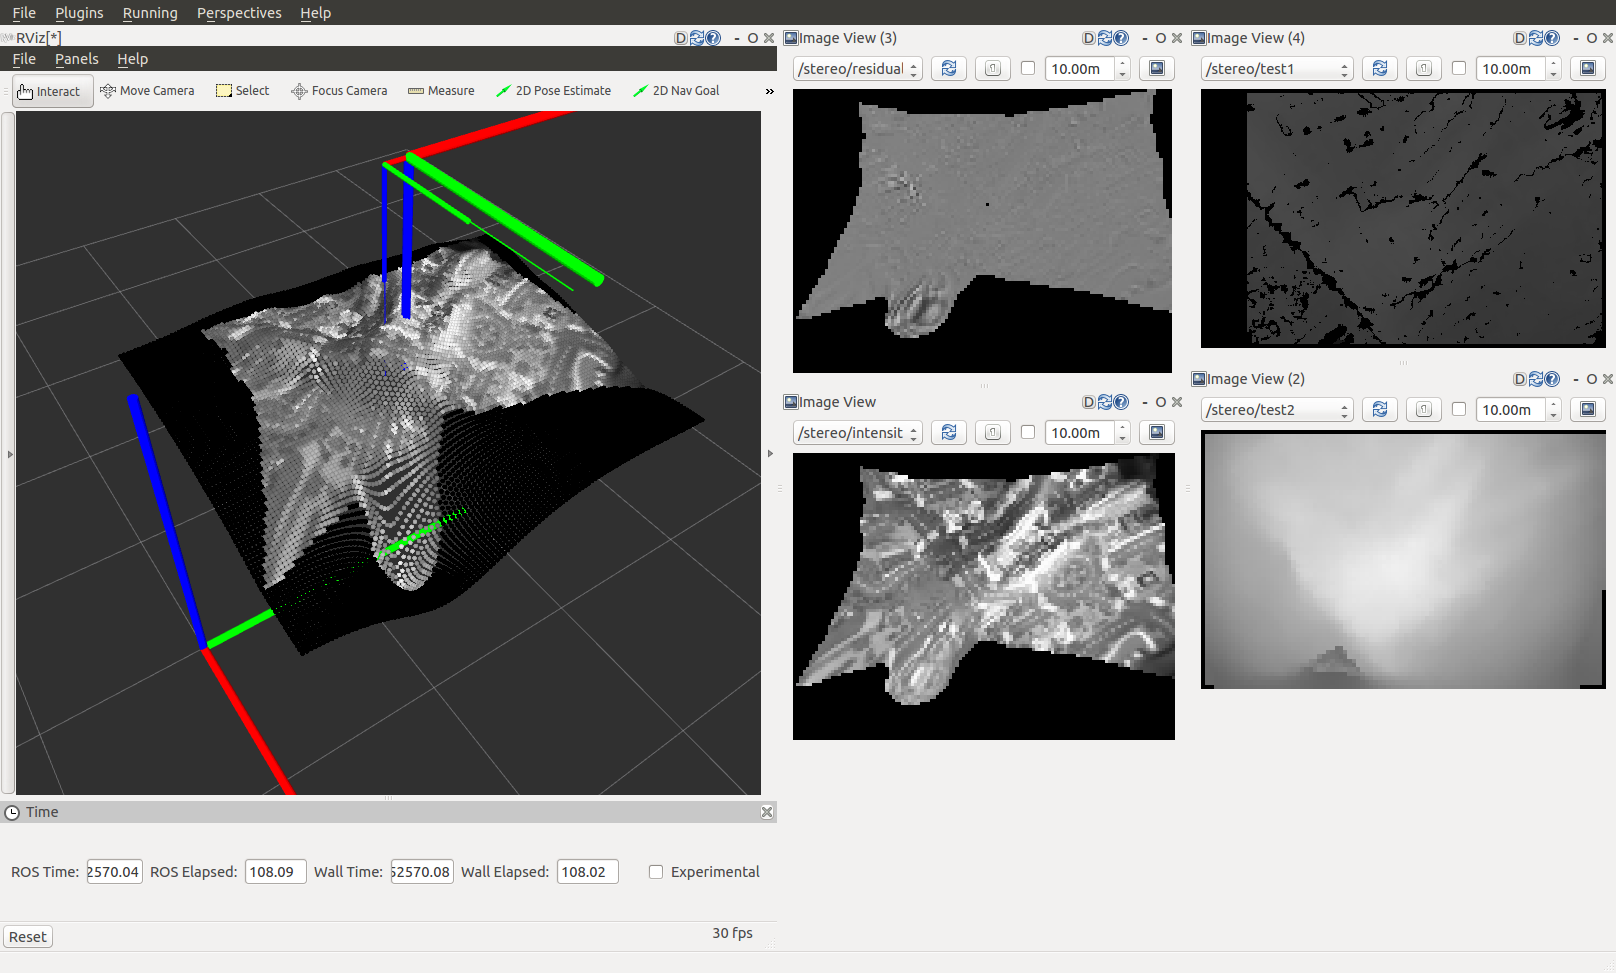 File Plugins Running Perspectives Help
RViz[*]
D - O
File Panels Help
Interact Move Camera Select Focus Camera Measure 2D Pose Estimate 2D Nav Goal »
Image View (3)
D - O
/stereo/residual 10.00m
Image View (4)
D - O
/stereo/test1 10.00m
Image View
D - O
/stereo/intensit 10.00m
Image View (2)
D - O
/stereo/test2 10.00m
Time
ROS Time: 2570.04 ROS Elapsed: 108.09 Wall Time: 52570.08 Wall Elapsed: 108.02 Experimental
Reset
30 fps